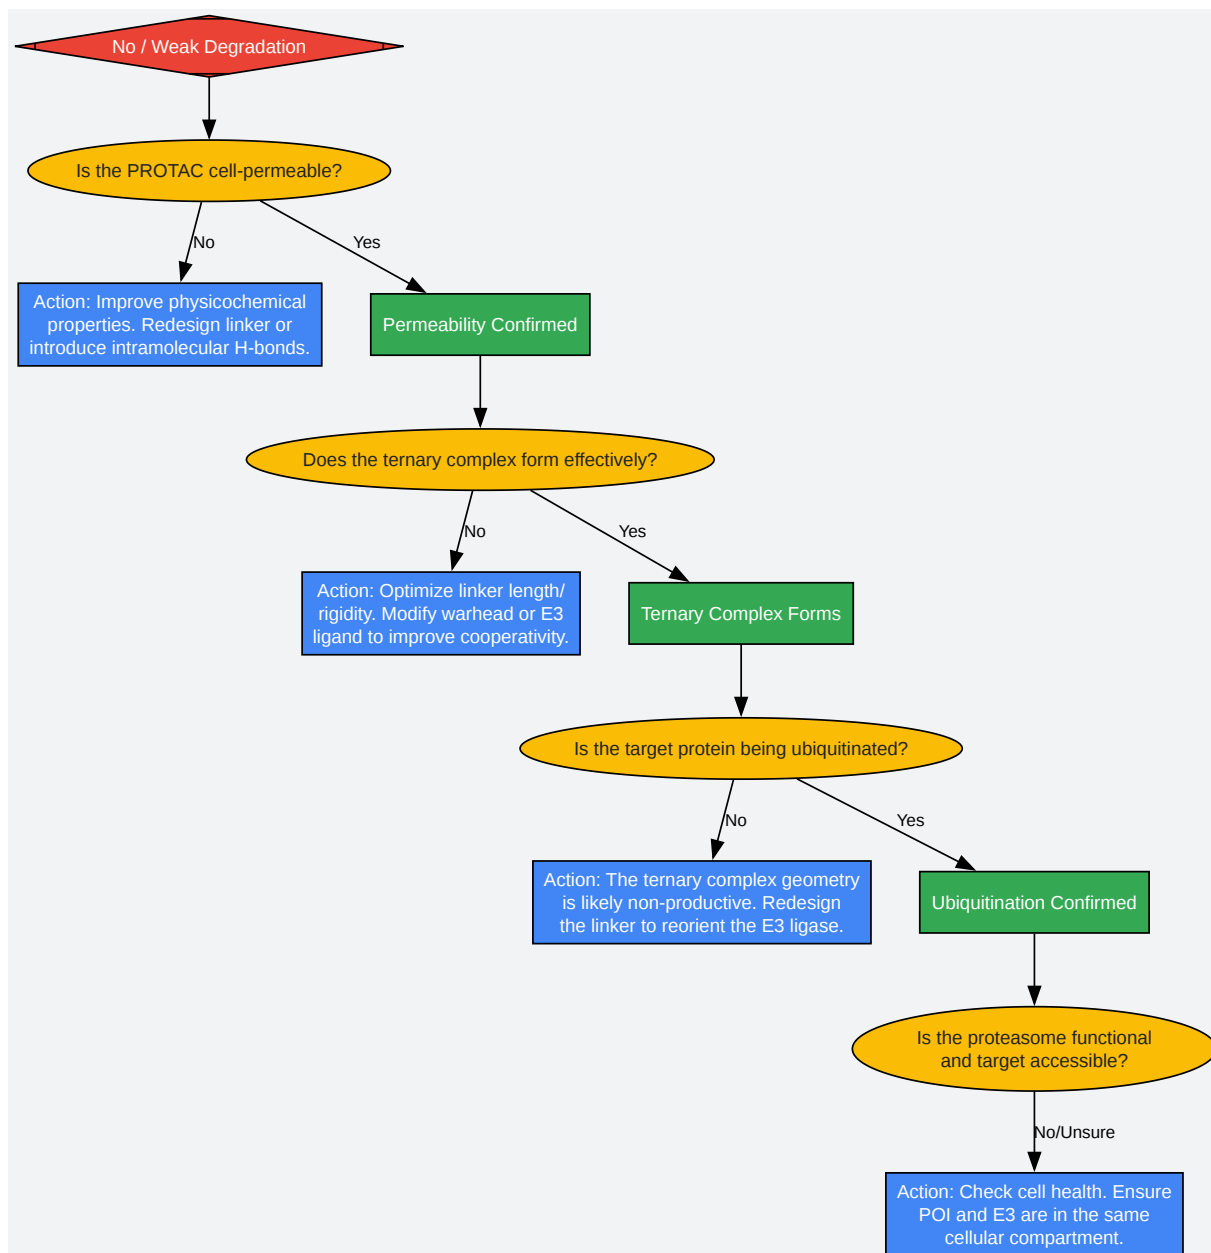 No / Weak Degradation
Is the PROTAC cell-permeable?
No
Yes
Action: Improve physicochemical
properties. Redesign linker or
introduce intramolecular H-bonds.
Permeability Confirmed
Does the ternary complex form effectively?
No
Yes
Action: Optimize linker length/
rigidity. Modify warhead or E3
ligand to improve cooperativity.
Ternary Complex Forms
Is the target protein being ubiquitinated?
No
Yes
Action: The ternary complex geometry
is likely non-productive. Redesign
the linker to reorient the E3 ligase.
Ubiquitination Confirmed
Is the proteasome functional
and target accessible?
No/Unsure
Action: Check cell health. Ensure
POI and E3 are in the same
cellular compartment.